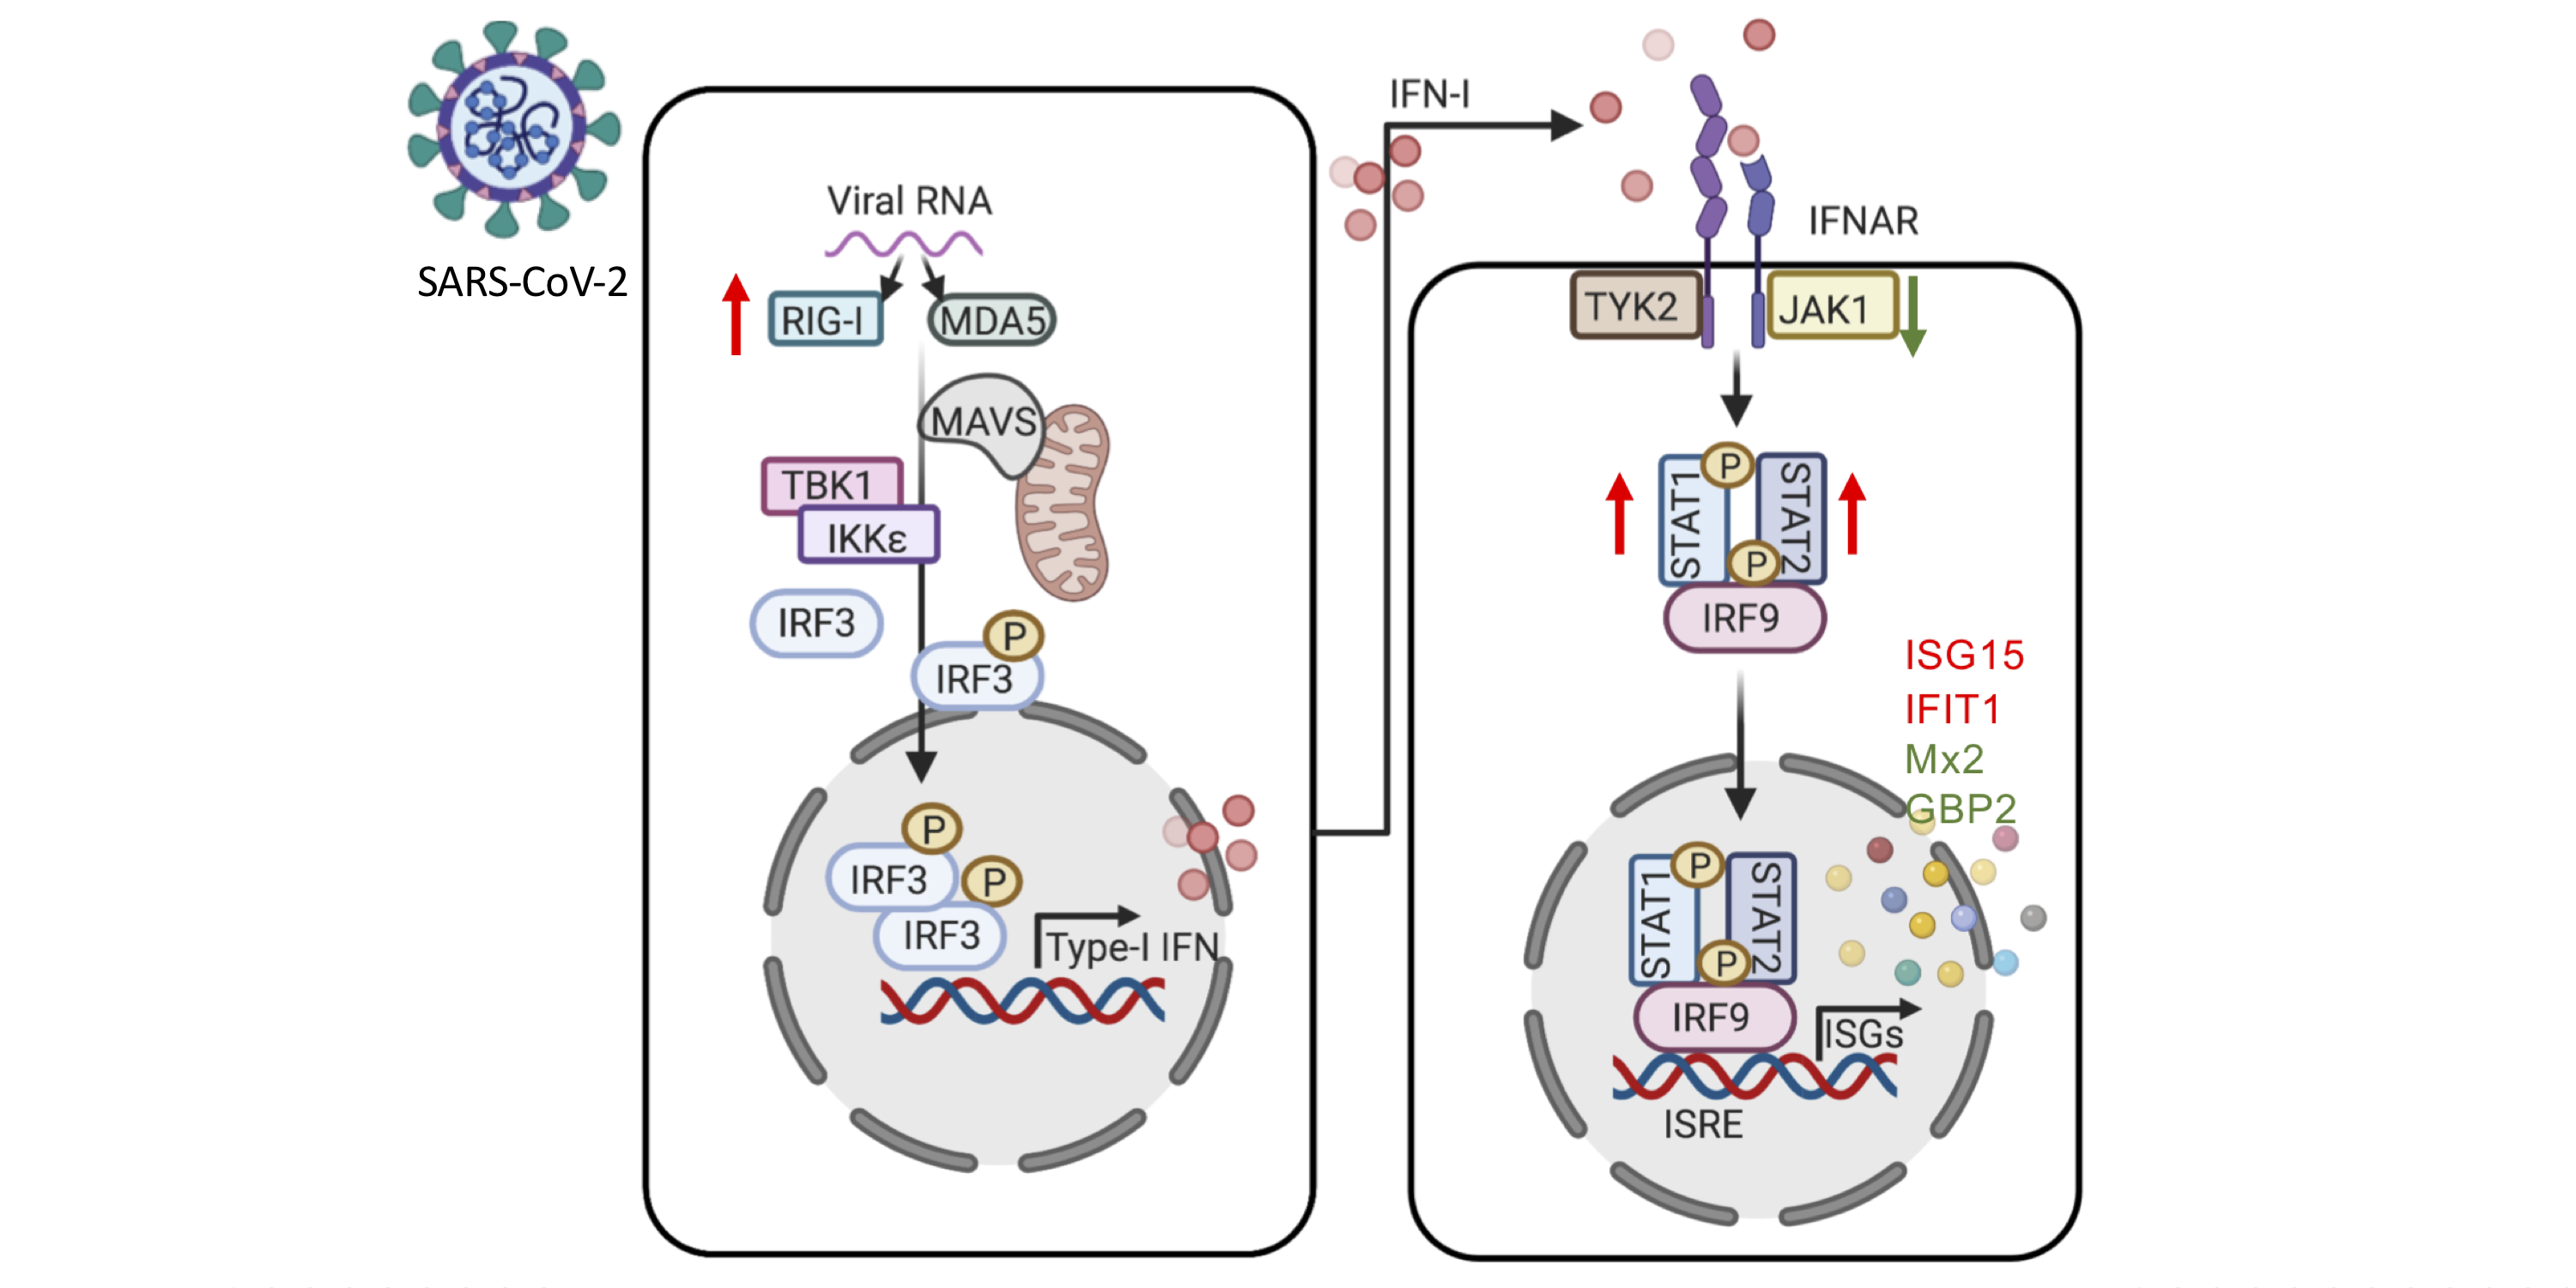 SARS-CoV-2
Viral RNA
RIG-I
MDA5
MAVS
TBK1
IKKε
IRF3
P
IRF3
P
IRF3
P
IRF3
Type-I IFN
IFN-I
IFNAR
TYK2
JAK1
STAT1
P
STAT2
P
IRF9
ISG15
IFIT1
Mx2
GBP2
STAT1
P
STAT2
P
IRF9
ISGs
ISRE